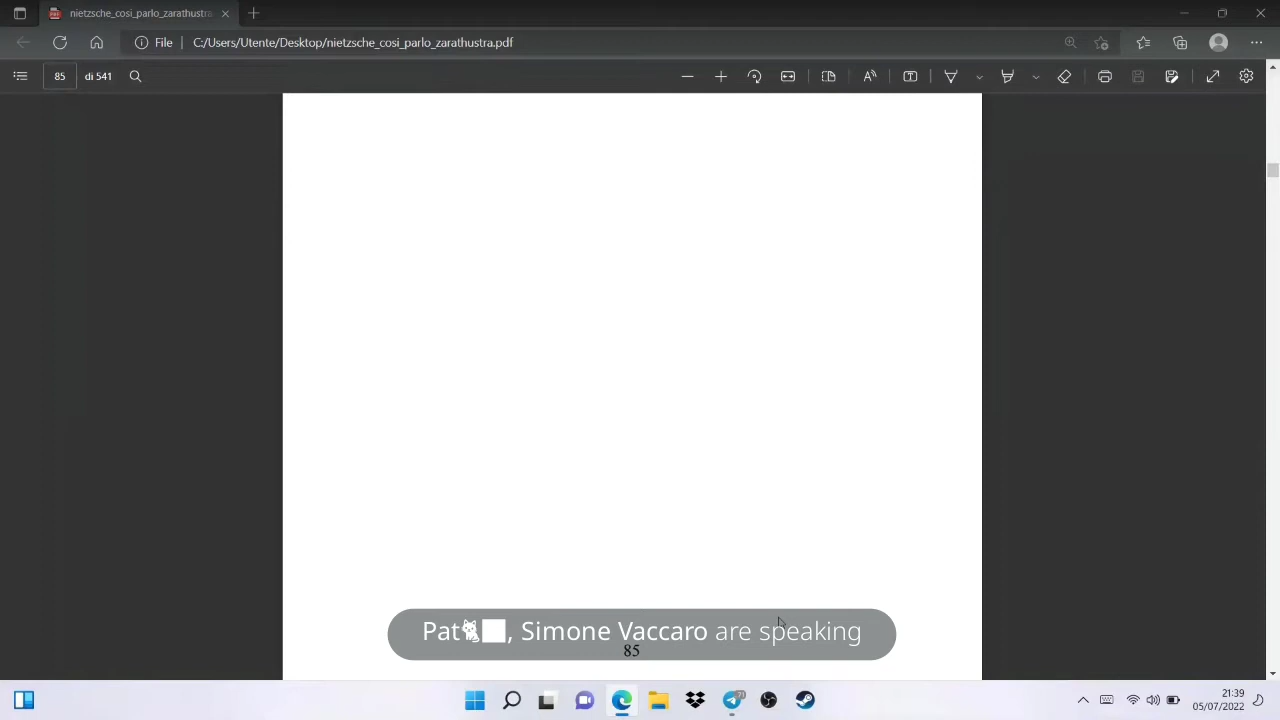 nietzsche_cosi_parlo_zarathustra
File
C:/Users/Utente/Desktop/nietzsche_cosi_parlo_zarathustra.pdf
85
di 541
Pat, Simone Vaccaro are speaking
85
21:39
05/07/2022